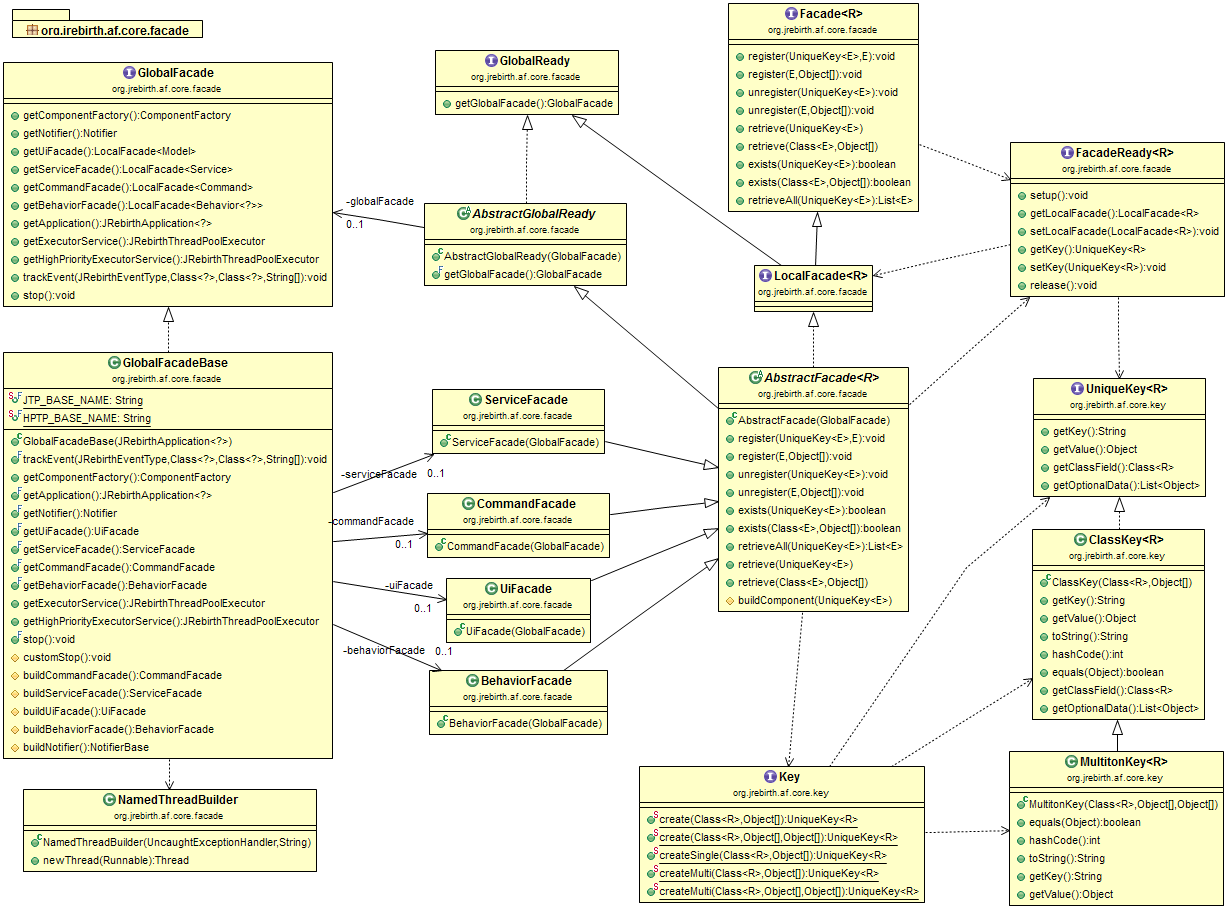 org.jrebirth.af.core.facade
GlobalFacade
org.jrebirth.af.core.facade
getComponentFactory():ComponentFactory
getNotifier():Notifier
getUiFacade():LocalFacade<Model>
getServiceFacade():LocalFacade<Service>
getCommandFacade():LocalFacade<Command>
getBehaviorFacade():LocalFacade<Behavior<?>>
getApplication():JRebirthApplication<?>
getExecutorService():JRebirthThreadPoolExecutor
getHighPriorityExecutorService():JRebirthThreadPoolExecutor
trackEvent(JRebirthEventType,Class<?>,Class<?>,String[]):void
stop():void
GlobalReady
org.jrebirth.af.core.facade
getGlobalFacade():GlobalFacade
Facade<R>
org.jrebirth.af.core.facade
register(UniqueKey<E>,E):void
register(E,Object[]):void
unregister(UniqueKey<E>):void
unregister(E,Object[]):void
retrieve(UniqueKey<E>)
retrieve(Class<E>,Object[])
exists(UniqueKey<E>):boolean
exists(Class<E>,Object[]):boolean
retrieveAll(UniqueKey<E>):List<E>
FacadeReady<R>
org.jrebirth.af.core.facade
setup():void
getLocalFacade():LocalFacade<R>
setLocalFacade(LocalFacade<R>):void
getKey():UniqueKey<R>
setKey(UniqueKey<R>):void
release():void
-globalFacade
0..1
AbstractGlobalReady
org.jrebirth.af.core.facade
AbstractGlobalReady(GlobalFacade)
getGlobalFacade():GlobalFacade
LocalFacade<R>
org.jrebirth.af.core.facade
GlobalFacadeBase
org.jrebirth.af.core.facade
JTP_BASE_NAME: String
HPTP_BASE_NAME: String
GlobalFacadeBase(JRebirthApplication<?>)
trackEvent(JRebirthEventType,Class<?>,Class<?>,String[]):void
getComponentFactory():ComponentFactory
getApplication():JRebirthApplication<?>
getNotifier():Notifier
getUiFacade():UiFacade
getServiceFacade():ServiceFacade
getCommandFacade():CommandFacade
getBehaviorFacade():BehaviorFacade
getExecutorService():JRebirthThreadPoolExecutor
getHighPriorityExecutorService():JRebirthThreadPoolExecutor
stop():void
customStop():void
buildCommandFacade():CommandFacade
buildServiceFacade():ServiceFacade
buildUiFacade():UiFacade
buildBehaviorFacade():BehaviorFacade
buildNotifier():NotifierBase
ServiceFacade
org.jrebirth.af.core.facade
ServiceFacade(GlobalFacade)
-serviceFacade
0..1
CommandFacade
org.jrebirth.af.core.facade
CommandFacade(GlobalFacade)
-commandFacade
0..1
UiFacade
org.jrebirth.af.core.facade
UiFacade(GlobalFacade)
-uiFacade
0..1
BehaviorFacade
org.jrebirth.af.core.facade
BehaviorFacade(GlobalFacade)
-behaviorFacade
0..1
AbstractFacade<R>
org.jrebirth.af.core.facade
AbstractFacade(GlobalFacade)
register(UniqueKey<E>,E):void
register(E,Object[]):void
unregister(UniqueKey<E>):void
unregister(E,Object[]):void
exists(UniqueKey<E>):boolean
exists(Class<E>,Object[]):boolean
retrieveAll(UniqueKey<E>):List<E>
retrieve(UniqueKey<E>)
retrieve(Class<E>,Object[])
buildComponent(UniqueKey<E>)
UniqueKey<R>
org.jrebirth.af.core.key
getKey():String
getValue():Object
getClassField():Class<R>
getOptionalData():List<Object>
ClassKey<R>
org.jrebirth.af.core.key
ClassKey(Class<R>,Object[])
getKey():String
getValue():Object
toString():String
hashCode():int
equals(Object):boolean
getClassField():Class<R>
getOptionalData():List<Object>
NamedThreadBuilder
org.jrebirth.af.core.facade
NamedThreadBuilder(UncaughtExceptionHandler,String)
newThread(Runnable):Thread
Key
org.jrebirth.af.core.key
create(Class<R>,Object[]):UniqueKey<R>
create(Class<R>,Object[],Object[]):UniqueKey<R>
createSingle(Class<R>,Object[]):UniqueKey<R>
createMulti(Class<R>,Object[]):UniqueKey<R>
createMulti(Class<R>,Object[],Object[]):UniqueKey<R>
MultitonKey<R>
org.jrebirth.af.core.key
MultitonKey(Class<R>,Object[],Object[])
equals(Object):boolean
hashCode():int
toString():String
getKey():String
getValue():Object